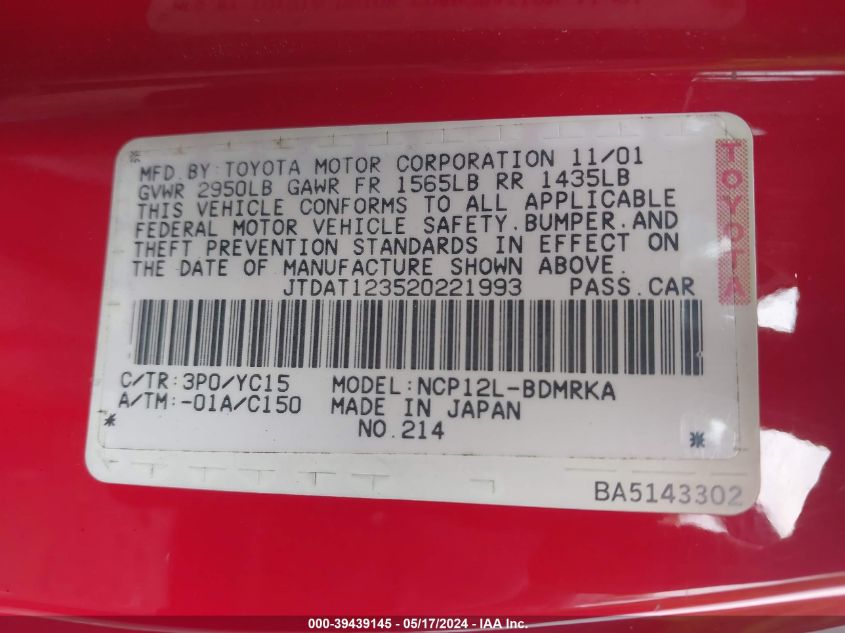 MFD.BY:TOYOTA MOTOR CORPORATION 11/01
GVWR 2950LB GAWR FR 1565LB RR 1435LB
THIS VEHICLE CONFORMS TO ALL APPLICABLE
FEDERAL MOTOR VEHICLE SAFETY,BUMPER,AND
THEFT PREVENTION STANDARDS IN EFFECT ON
THE DATE OF MANUFACTURE SHOWN ABOVE.
JTDAT123520221993 PASS.CAR
TOYOTA
C/TR:3P0/YC15 MODEL:NCP12L-BDMRKA
A/TM:-01A/C150 MADE IN JAPAN
NO.214
BA5143302
000-39439145 - 05/17/2024 - IAA, Inc.